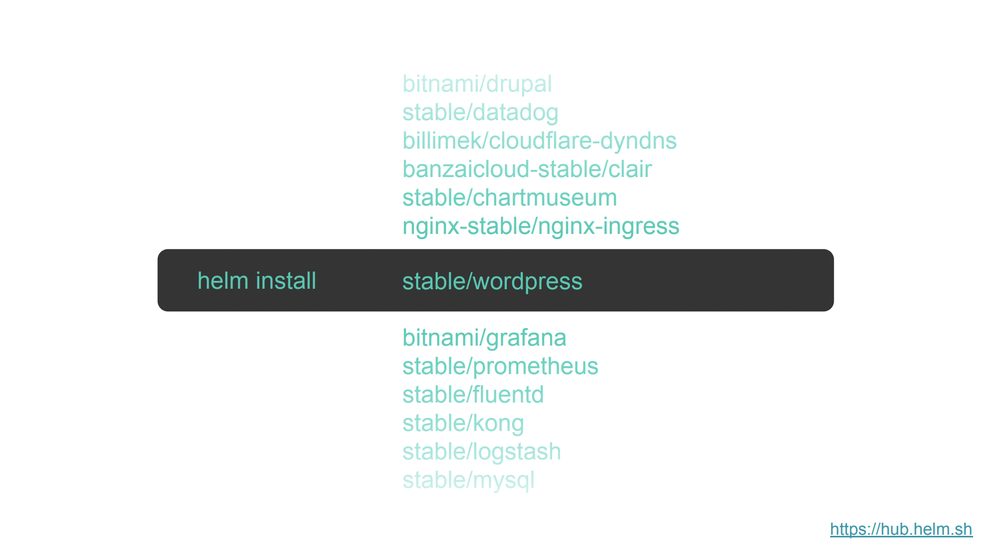 bitnami/drupal
stable/datadog
billimek/cloudflare-dyndns
banzaicloud-stable/clair
stable/chartmuseum
nginx-stable/nginx-ingress
helm install stable/wordpress
bitnami/grafana
stable/prometheus
stable/fluentd
stable/kong
stable/logstash
stable/mysql
https://hub.helm.sh